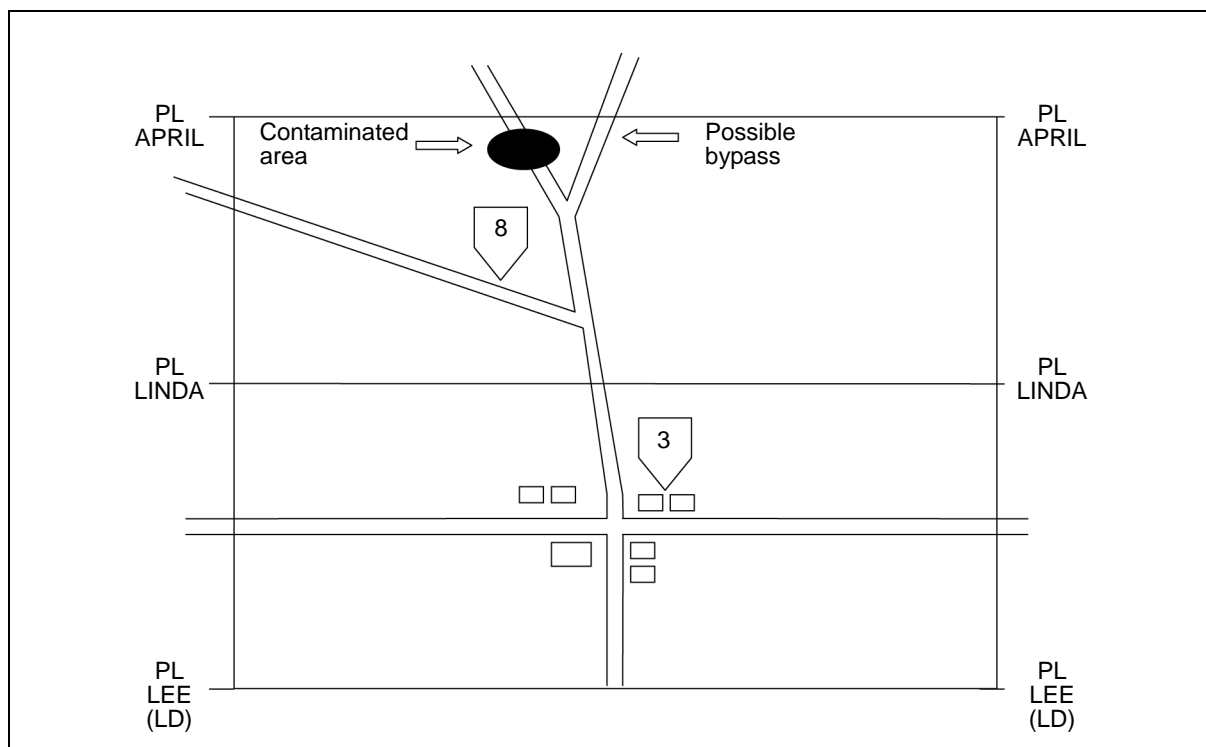 PL
APRIL
Contaminated
area
Possible
bypass
PL
APRIL
8
PL
LINDA
PL
LINDA
3
PL
LEE
(LD)
PL
LEE
(LD)